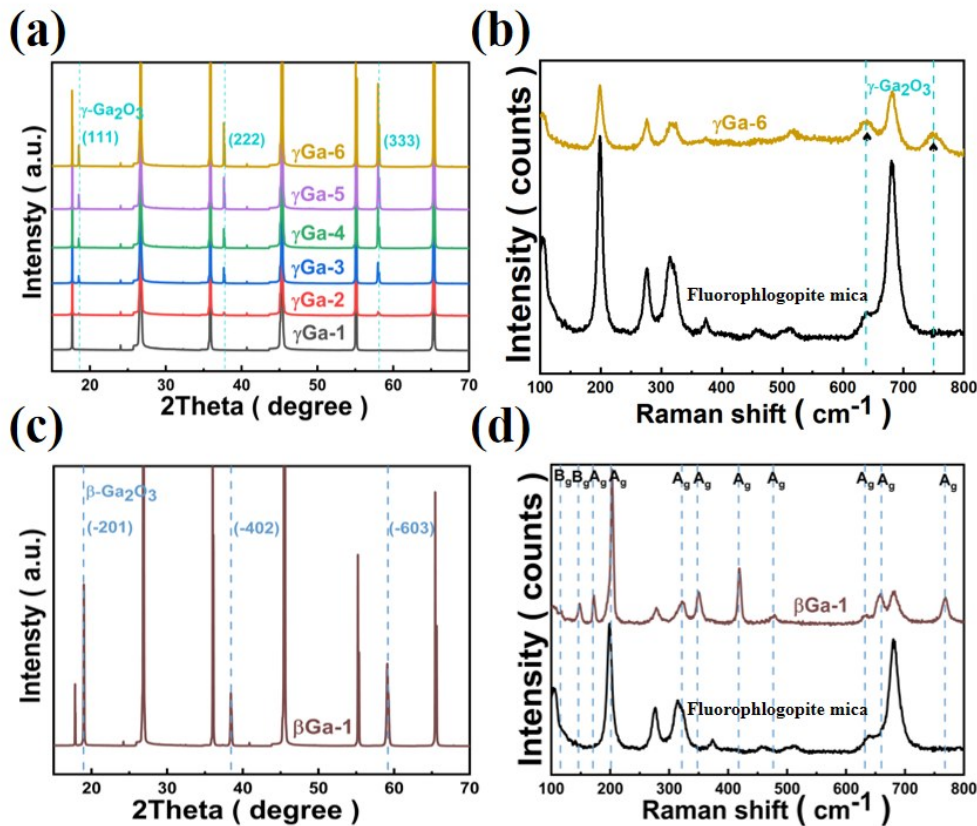 (a)
Intensty ( a.u.)
γ-Ga2O3
(111)
(222)
(333)
γGa-6
γGa-5
γGa-4
γGa-3
γGa-2
γGa-1
20 30 40 50 60 70
2Theta ( degree )
(b)
Intensity ( counts)
γ-Ga2O3
γGa-6
Fluorophlogopite mica
100 200 300 400 500 600 700 800
Raman shift ( cm-1)
(c)
Intensty ( a.u.)
β-Ga2O3
(-201)
(-402)
(-603)
βGa-1
20 30 40 50 60 70
2Theta ( degree )
(d)
Intensity ( counts)
Bg Bg Ag Ag Ag Ag Ag Ag Ag Ag Ag
βGa-1
Fluorophlogopite mica
100 200 300 400 500 600 700 800
Raman shift ( cm-1)